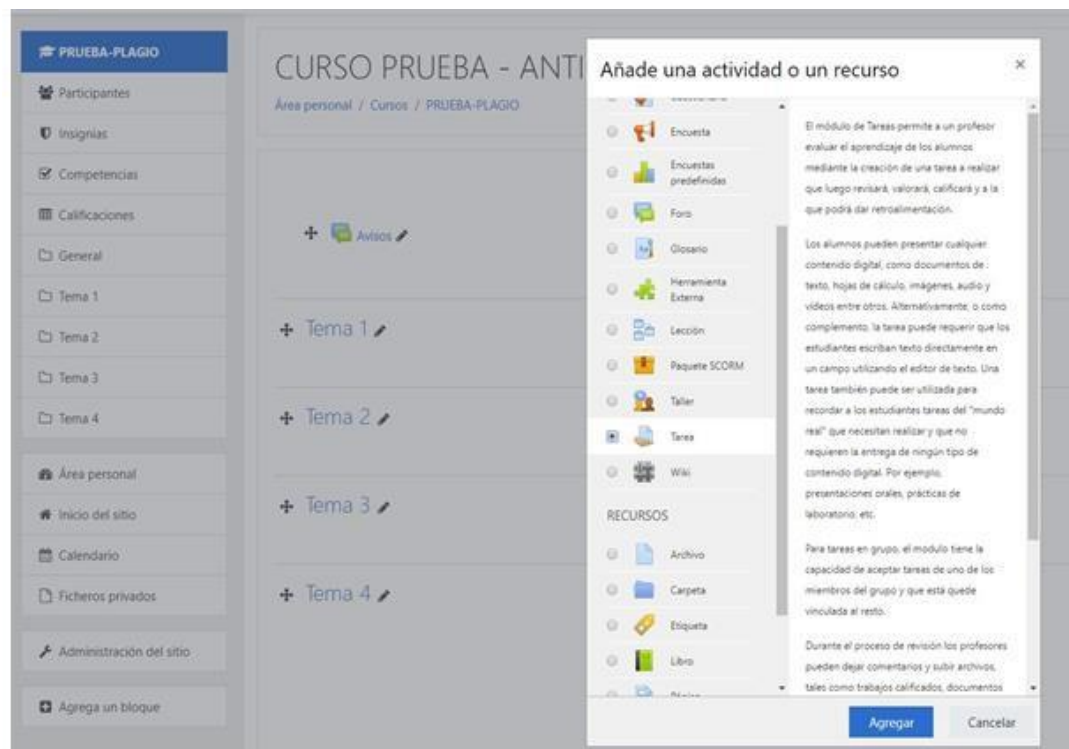 PRUEBA-PLAGIO
Participantes
Insignias
Competencias
Calificaciones
General
Tema 1
Tema 2
Tema 3
Tema 4
Área personal
Inicio del sitio
Calendario
Ficheros privados
Administración del sitio
Agrega un bloque
CURSO PRUEBA - ANTI
Área personal / Cursos / PRUEBA-PLAGIO
Avisos
Tema 1
Tema 2
Tema 3
Tema 4
Añade una actividad o un recurso
Encuesta
Encuestas
predefinidas
Foro
Glosario
Herramienta
Externa
Lección
Paquete SCORM
Taller
Tarea
Wiki
RECURSOS
Archivo
Carpeta
Etiqueta
Libro
El módulo de Tareas permite a un profesor
evaluar el aprendizaje de los alumnos
mediante la creación de una tarea a realizar
que luego revisará, valorará, calificará y a la
que podrá dar retroalimentación.
Los alumnos pueden presentar cualquier
contenido digital, como documentos de
texto, hojas de cálculo, imágenes, audio y
vídeos entre otros. Alternativamente, o como
complemento, la tarea puede requerir que los
estudiantes escriban texto directamente en
un campo utilizando el editor de texto. Una
tarea también puede ser utilizada para
recordar a los estudiantes tareas del "mundo
real" que necesitan realizar y que no
requieren la entrega de ningún tipo de
contenido digital. Por ejemplo,
presentaciones orales, prácticas de
laboratorio, etc.
Para tareas en grupo, el modulo tiene la
capacidad de aceptar tareas de uno de los
miembros del grupo y que está quede
vinculada al resto.
Durante el proceso de revisión los profesores
pueden dejar comentarios y subir archivos,
tales como trabajos calificados, documentos
Agregar
Cancelar